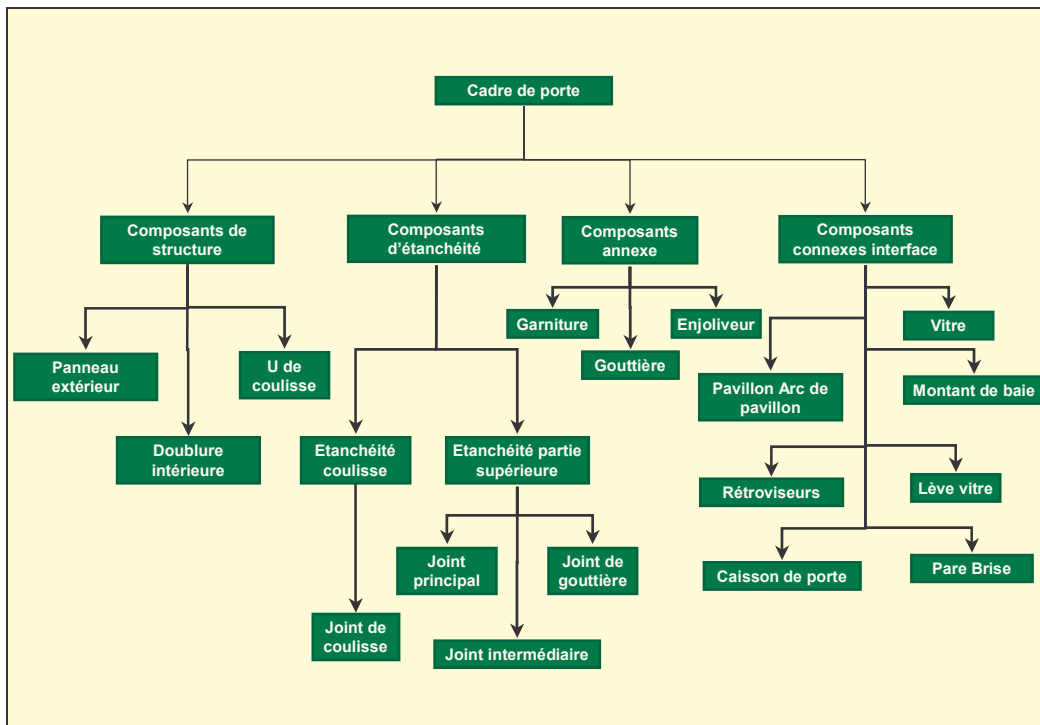 Cadre de porte
Composants de
structure
Composants
d'étanchéité
Composants
annexe
Composants
connexes interface
Panneau
extérieur
U de
coulisse
Doublure
intérieure
Etanchéité
coulisse
Etanchéité partie
supérieure
Joint de
coulisse
Joint
principal
Joint de
gouttière
Joint intermédiaire
Garniture
Enjoliveur
Gouttière
Vitre
Pavillon Arc de
pavillon
Montant de baie
Rétroviseurs
Lève vitre
Caisson de porte
Pare Brise